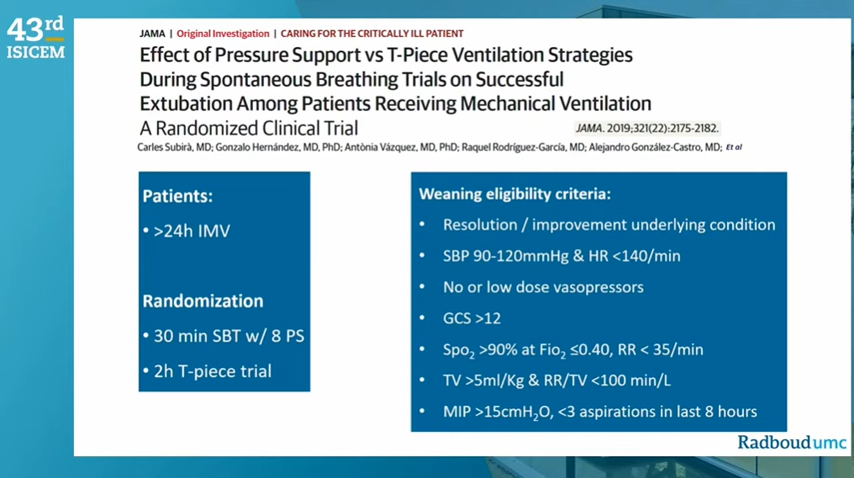 43rd
ISICEM
JAMA | Original Investigation | CARING FOR THE CRITICALLY ILL PATIENT
Effect of Pressure Support vs T-Piece Ventilation Strategies
During Spontaneous Breathing Trials on Successful
Extubation Among Patients Receiving Mechanical Ventilation
A Randomized Clinical Trial
JAMA. 2019;321(22):2175-2182.
Carles Subirà, MD; Gonzalo Hernández, MD, PhD; Antònia Vázquez, MD, PhD; Raquel Rodríguez-García, MD; Alejandro González-Castro, MD; Et al
Patients:
• >24h IMV
Randomization
• 30 min SBT w/ 8 PS
• 2h T-piece trial
Weaning eligibility criteria:
• Resolution / improvement underlying condition
• SBP 90-120mmHg & HR <140/min
• No or low dose vasopressors
• GCS >12
• Spo₂ >90% at Fio₂ ≤0.40, RR < 35/min
• TV >5ml/Kg & RR/TV <100 min/L
• MIP >15cmH₂O, <3 aspirations in last 8 hours
Radboudumc